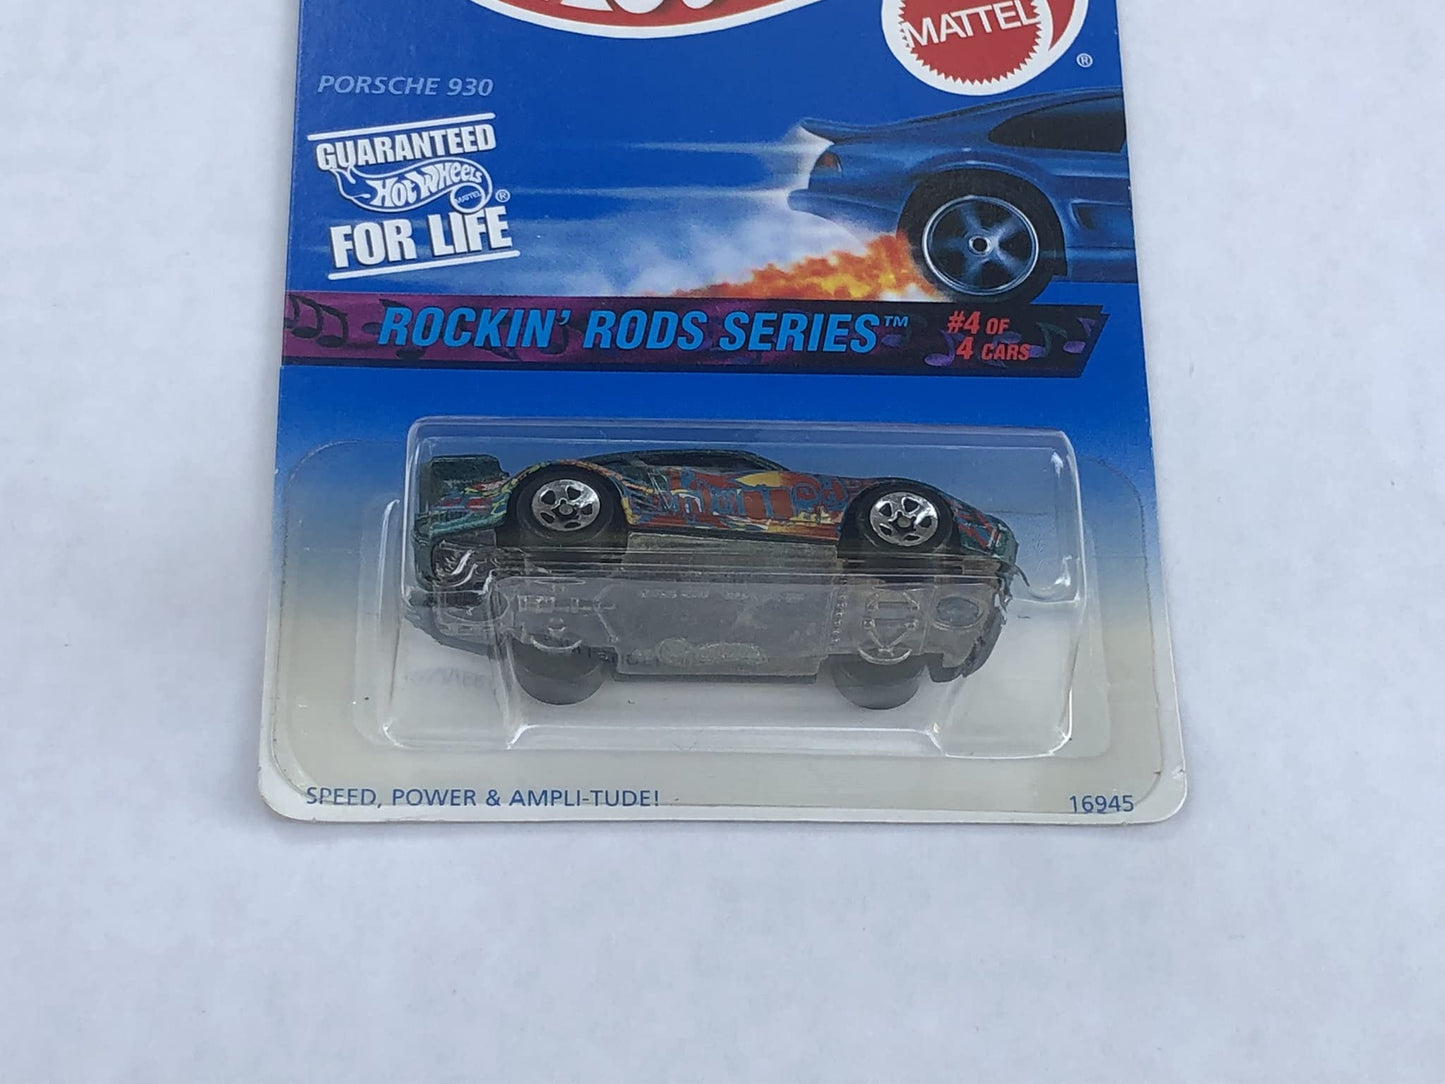 MATTEL
®
PORSCHE 930
GUARANTEED
HOT WHEELS
MATTEL ®
FOR LIFE
ROCKIN' RODS SERIES™ #4 OF
4 CARS
SPEED, POWER & AMPLI-TUDE!
16945